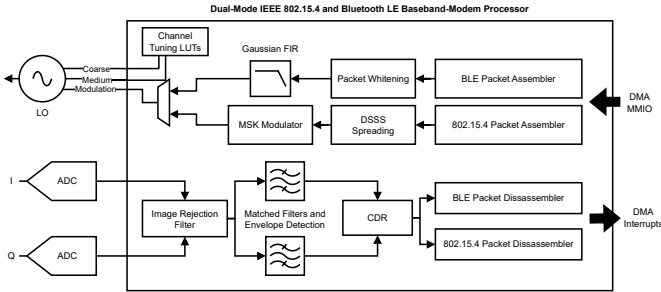 Dual-Mode IEEE 802.15.4 and Bluetooth LE Baseband-Modem Processor
Channel
Tuning LUTs
Coarse
Medium
Modulation
LO
Gaussian FIR
Packet Whitening
BLE Packet Assembler
MSK Modulator
DSSS
Spreading
802.15.4 Packet Assembler
DMA
MMIO
I
ADC
Q
ADC
Image Rejection
Filter
Matched Filters and
Envelope Detection
CDR
BLE Packet Dissassembler
802.15.4 Packet Dissassembler
DMA
Interrupts